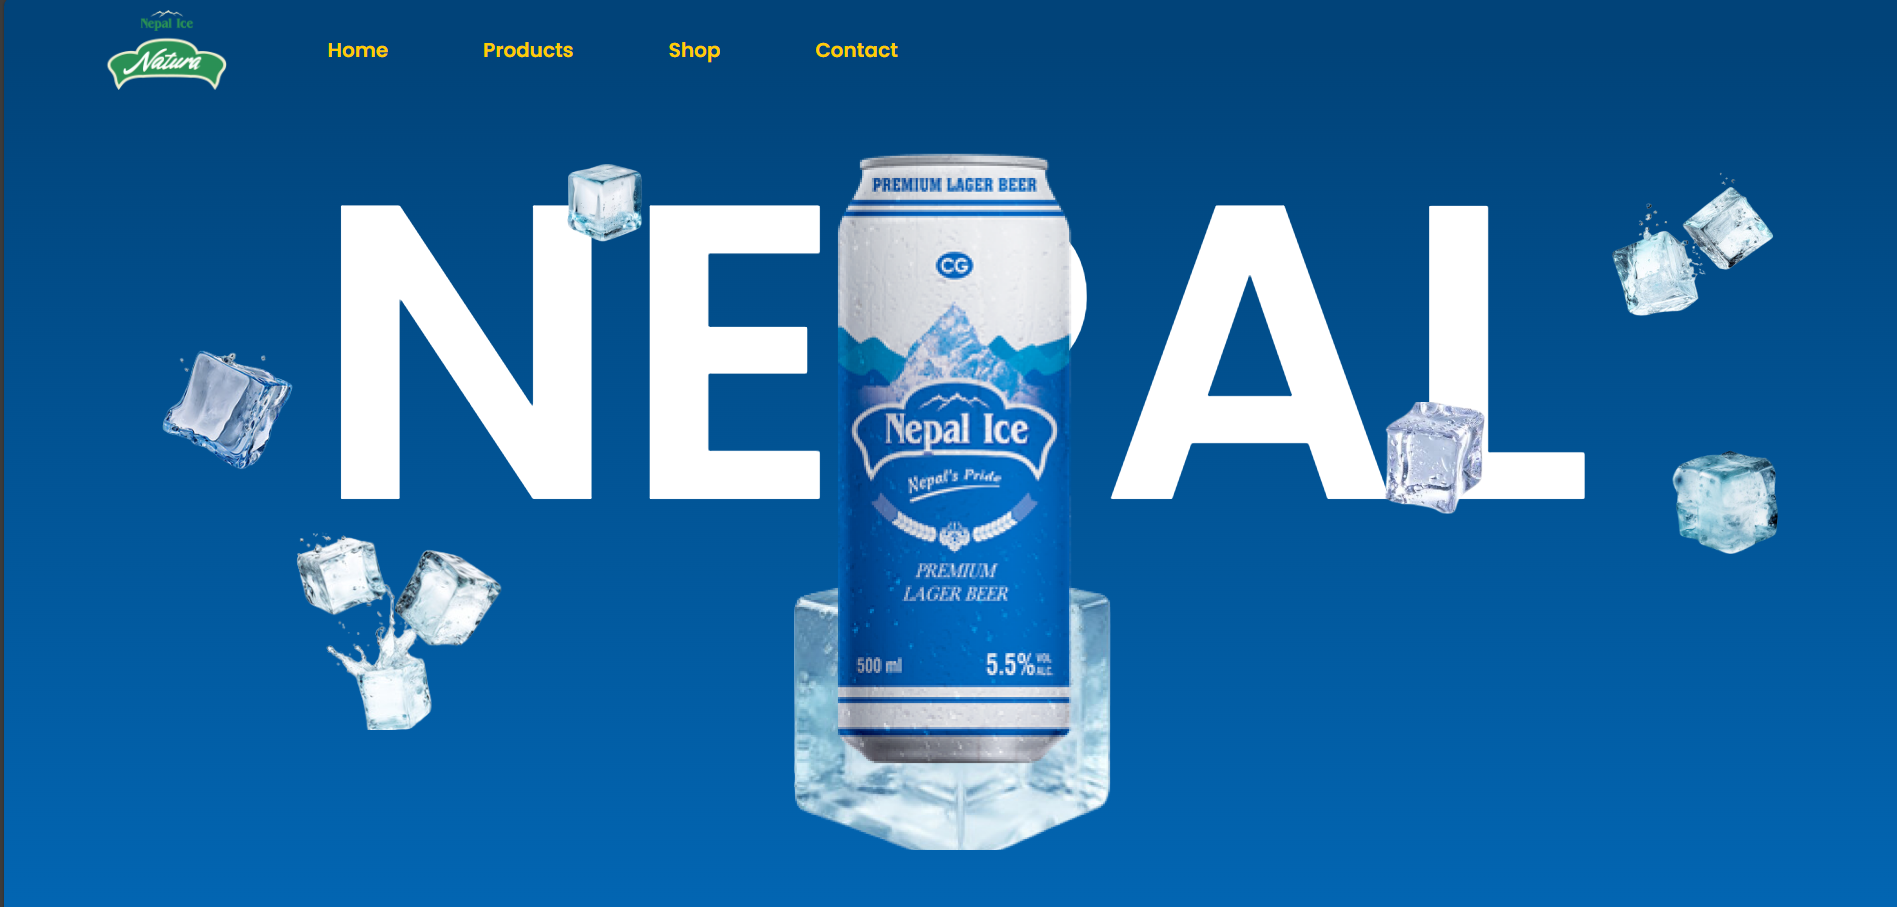 Nepal Ice
Natura
Home
Products
Shop
Contact
NEPAL
PREMIUM LAGER BEER
CG
Nepal Ice
Nepal's Pride
PREMIUM
LAGER BEER
500 ml
5.5% VOL.
ALC.